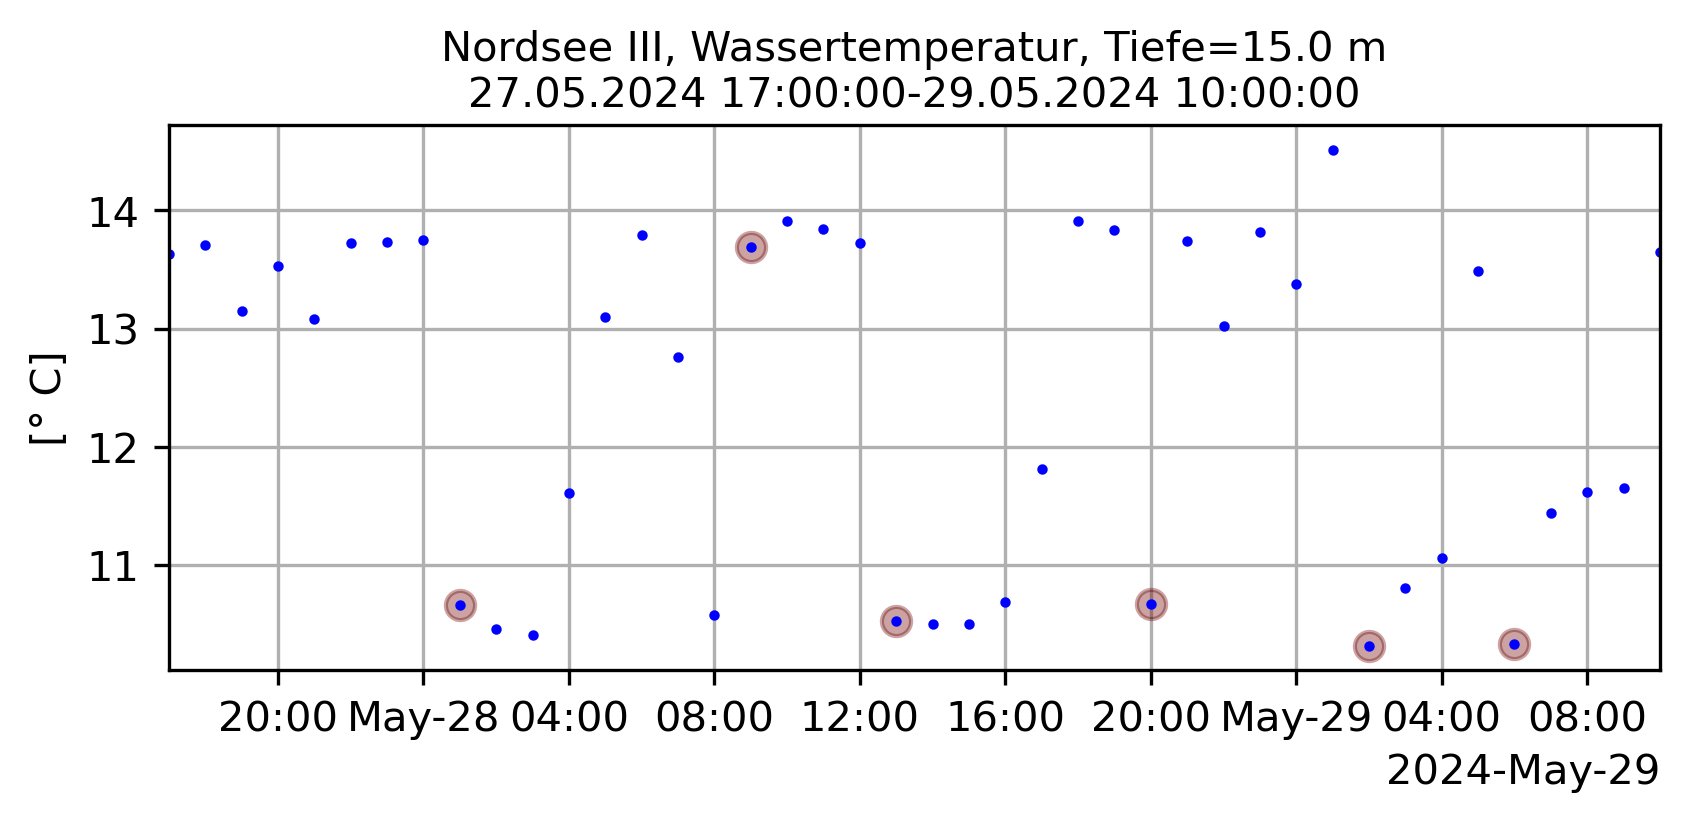 Nordsee III, Wassertemperatur, Tiefe=15.0 m
27.05.2024 17:00:00-29.05.2024 10:00:00
14
13
12
11
[° C]
20:00 May-28 04:00 08:00 12:00 16:00 20:00 May-29 04:00 08:00
2024-May-29